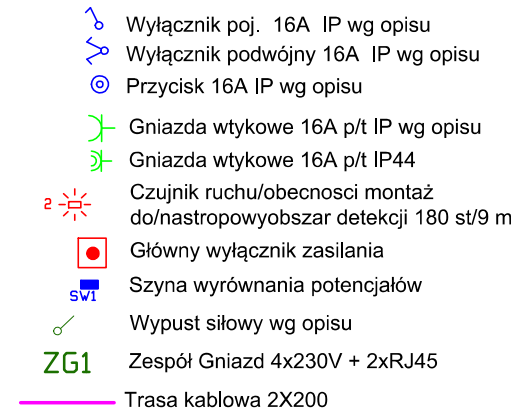 Wyłącznik poj. 16A IP wg opisu
Wyłącznik podwójny 16A IP wg opisu
Przycisk 16A IP wg opisu
Gniazda wtykowe 16A p/t IP wg opisu
Gniazda wtykowe 16A p/t IP44
2 Czujnik ruchu/obecnosci montaż
do/nastropowyobszar detekcji 180 st/9 m
Główny wyłącznik zasilania
SW1 Szyna wyrównania potencjałów
Wypust siłowy wg opisu
ZG1 Zespół Gniazd 4x230V + 2xRJ45
Trasa kablowa 2X200